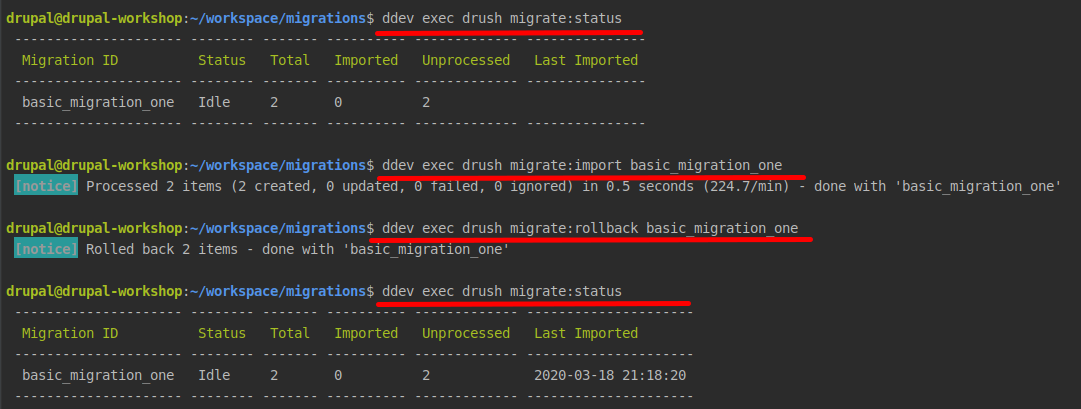 drupal@drupal-workshop:~/workspace/migrations$ ddev exec drush migrate:status
--------------------- -------- ------- ---------- ------------- ---------------
Migration ID Status Total Imported Unprocessed Last Imported
--------------------- -------- ------- ---------- ------------- ---------------
basic_migration_one Idle 2 0 2
--------------------- -------- ------- ---------- ------------- ---------------
drupal@drupal-workshop:~/workspace/migrations$ ddev exec drush migrate:import basic_migration_one
[notice] Processed 2 items (2 created, 0 updated, 0 failed, 0 ignored) in 0.5 seconds (224.7/min) - done with 'basic_migration_one'
drupal@drupal-workshop:~/workspace/migrations$ ddev exec drush migrate:rollback basic_migration_one
[notice] Rolled back 2 items - done with 'basic_migration_one'
drupal@drupal-workshop:~/workspace/migrations$ ddev exec drush migrate:status
--------------------- -------- ------- ---------- ------------- ---------------------
Migration ID Status Total Imported Unprocessed Last Imported
--------------------- -------- ------- ---------- ------------- ---------------------
basic_migration_one Idle 2 0 2 2020-03-18 21:18:20
--------------------- -------- ------- ---------- ------------- ---------------------